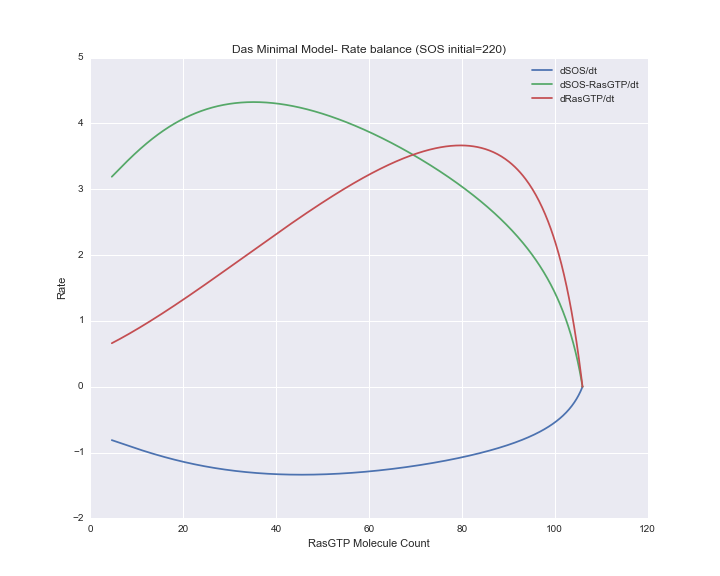 Das Minimal Model- Rate balance (SOS initial=220)
dSOS/dt
dSOS-RasGTP/dt
dRasGTP/dt
5
4
3
2
1
0
−1
−2
Rate
0 20 40 60 80 100 120
RasGTP Molecule Count